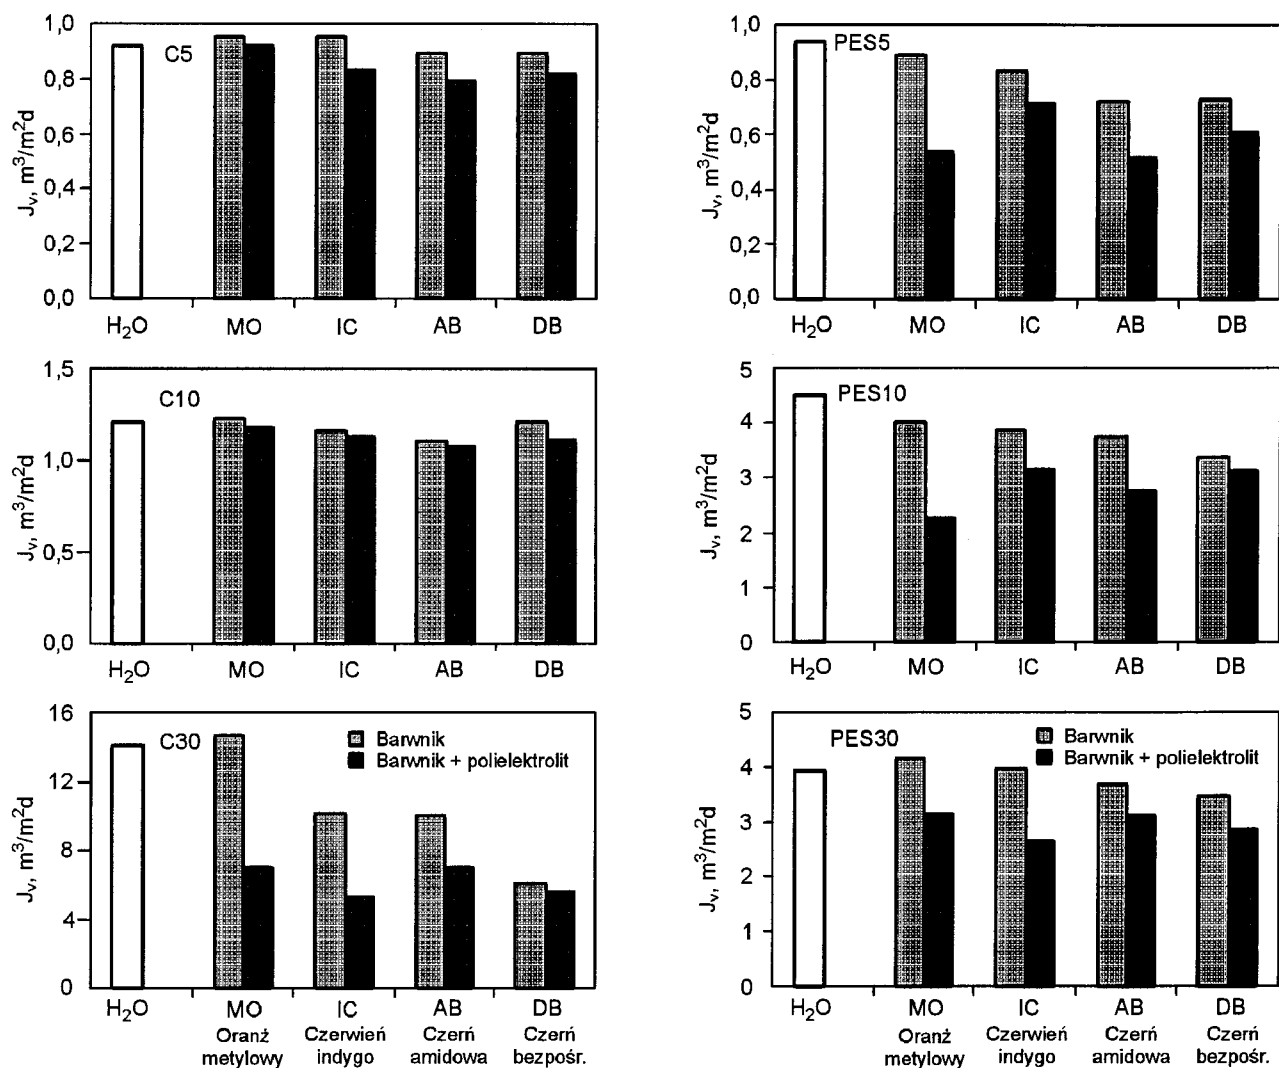 1,0
0,8
0,6
0,4
0,2
0,0
Jv, m³/m²d
C5
H₂O MO IC AB DB
1,0
0,8
0,6
0,4
0,2
0,0
Jv, m³/m²d
PES5
H₂O MO IC AB DB
1,5
1,0
0,5
0,0
Jv, m³/m²d
C10
H₂O MO IC AB DB
5
4
3
2
1
0
Jv, m³/m²d
PES10
H₂O MO IC AB DB
16
12
8
4
0
Jv, m³/m²d
C30
Barwnik
Barwnik + polielektrolit
H₂O MO IC AB DB
Oranż Czerwień Czerń Czerń
metylowy indygo amidowa bezpośr.
5
4
3
2
1
0
Jv, m³/m²d
PES30
Barwnik
Barwnik + polielektrolit
H₂O MO IC AB DB
Oranż Czerwień Czerń Czerń
metylowy indygo amidowa bezpośr.